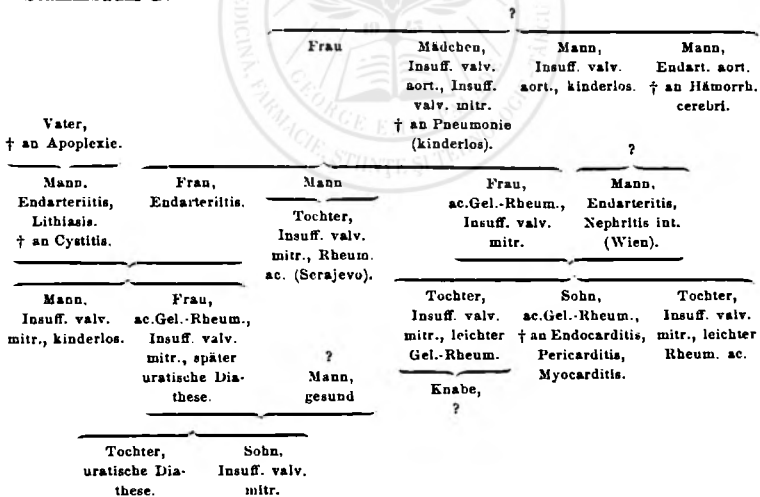 ?
Frau
Mädchen,
Insuff. valv.
aort., Insuff.
valv. mitr.
† an Pneumonie
(kinderlos).
Mann,
Insuff. valv.
aort., kinderlos.
Mann,
Endart. aort.
† an Hämorrh.
cerebri.
Vater,
† an Apoplexie.
?
Mann.
Endarteriitis,
Lithiasis.
† an Cystitis.
Frau,
Endarteriitis.
Mann
Tochter,
Insuff. valv.
mitr., Rheum.
ac. (Serajevo).
Frau,
ac.Gel.-Rheum.,
Insuff. valv.
mitr.
Mann,
Endarteritis,
Nephritis int.
(Wien).
Mann,
Insuff. valv.
mitr., kinderlos.
Frau,
ac.Gel.-Rheum.,
Insuff. valv.
mitr., später
uratische Dia-
these.
?
Mann,
gesund
Tochter,
Insuff. valv.
mitr., leichter
Gel.-Rheum.
Sohn,
ac.Gel.-Rheum.,
† an Endocarditis,
Pericarditis,
Myocarditis.
Tochter,
Insuff. valv.
mitr., leichter
Rheum. ac.
Knabe,
?
Tochter,
uratische Dia-
these.
Sohn,
Insuff. valv.
mitr.